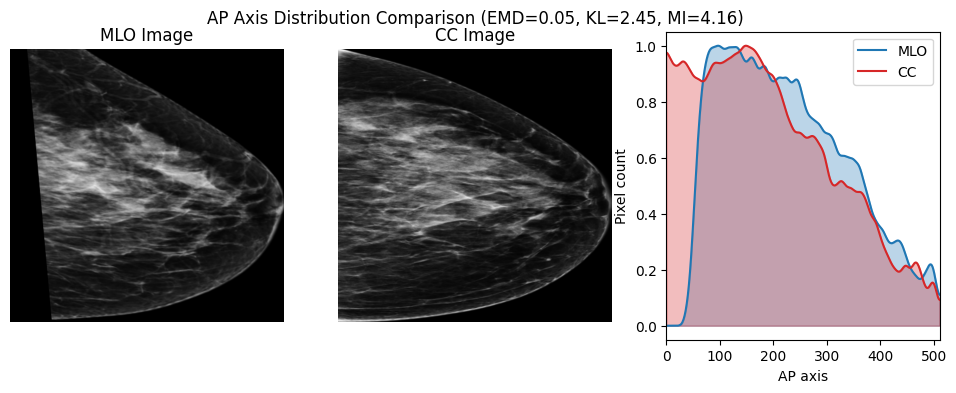 AP Axis Distribution Comparison (EMD=0.05, KL=2.45, MI=4.16)
MLO Image
CC Image
MLO
CC
Pixel count
1.0
0.8
0.6
0.4
0.2
0.0
0 100 200 300 400 500
AP axis